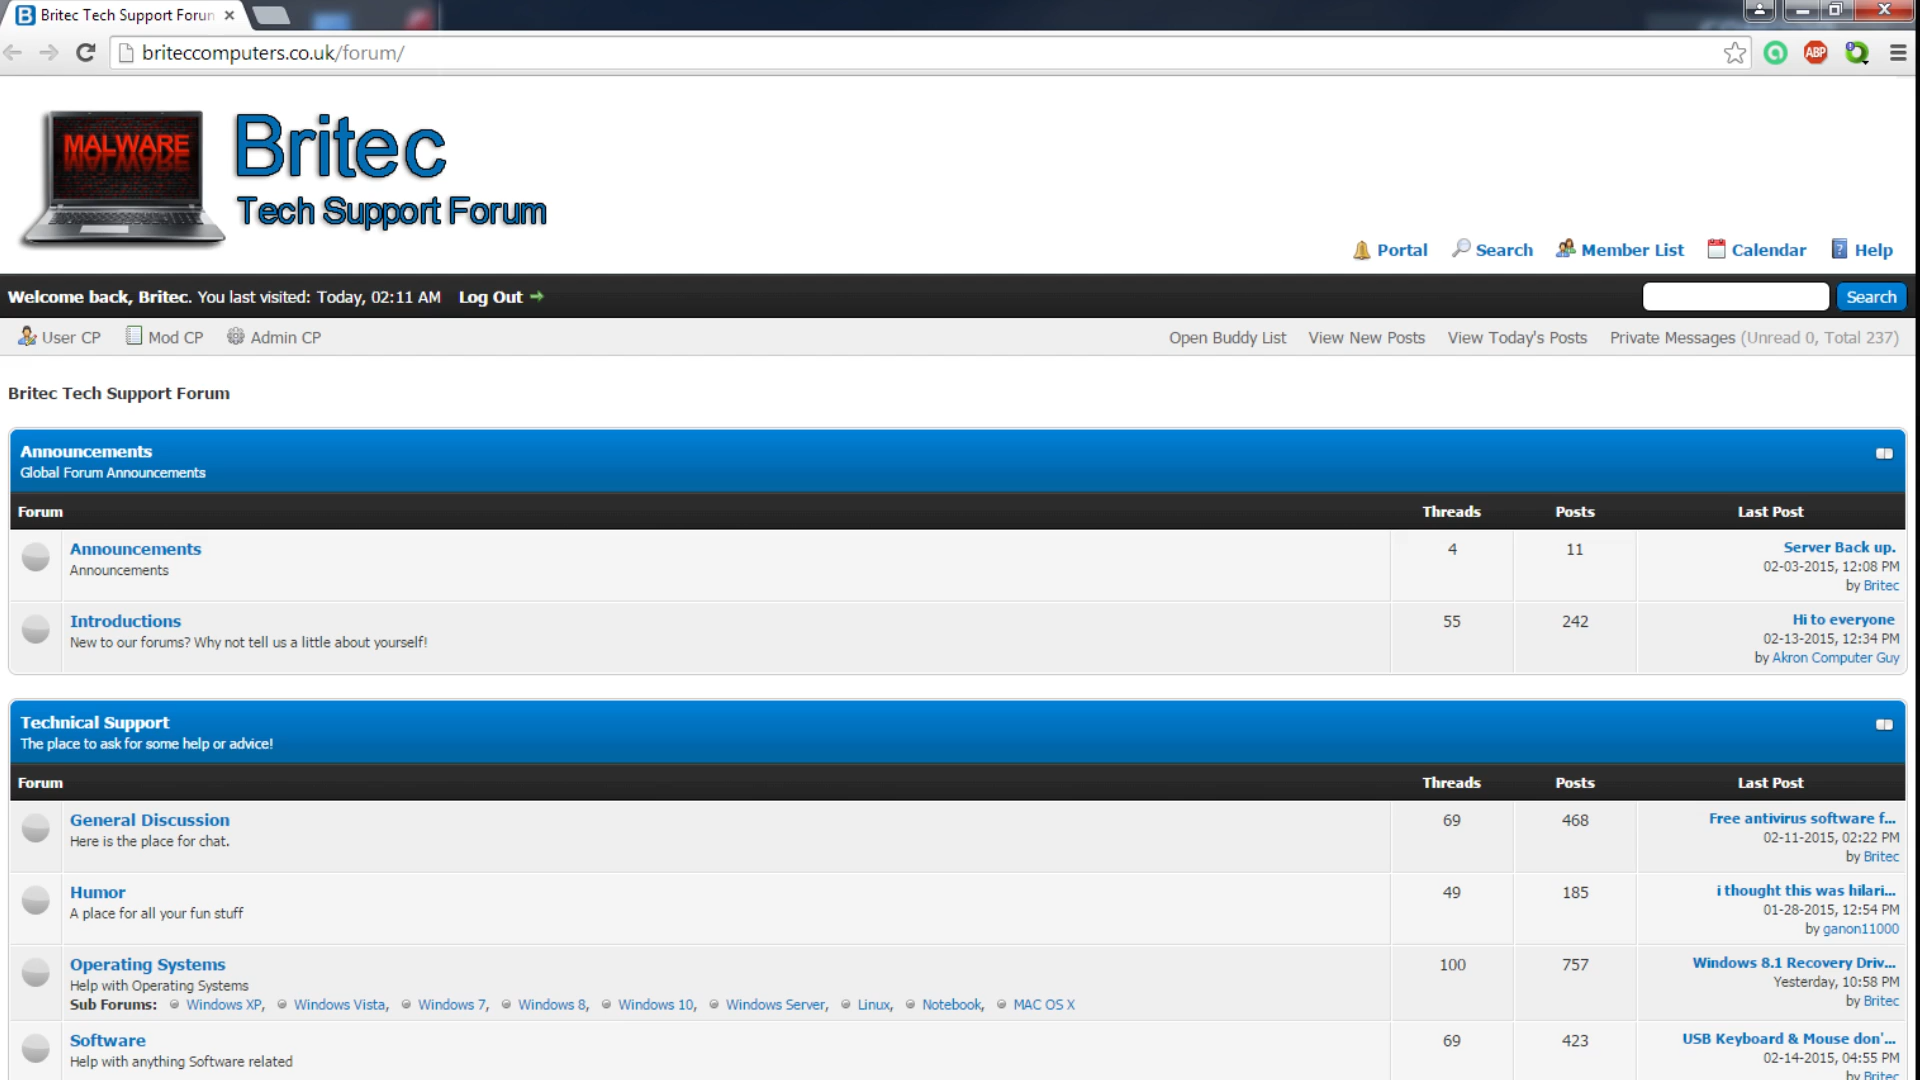 Britec Tech Support Forum
briteccomputers.co.uk/forum/
ABP
MALWARE
Britec
Tech Support Forum
Portal Search Member List Calendar Help
Welcome back, Britec. You last visited: Today, 02:11 AM Log Out Search
User CP Mod CP Admin CP Open Buddy List View New Posts View Today's Posts Private Messages (Unread 0, Total 237)
Britec Tech Support Forum
Announcements
Global Forum Announcements
Forum Threads Posts Last Post
Announcements 4 11 Server Back up.
Announcements 02-03-2015, 12:08 PM
by Britec
Introductions 55 242 Hi to everyone
New to our forums? Why not tell us a little about yourself! 02-13-2015, 12:34 PM
by Akron Computer Guy
Technical Support
The place to ask for some help or advice!
Forum Threads Posts Last Post
General Discussion 69 468 Free antivirus software f...
Here is the place for chat. 02-11-2015, 02:22 PM
by Britec
Humor 49 185 i thought this was hilari...
A place for all your fun stuff 01-28-2015, 12:54 PM
by ganon11000
Operating Systems 100 757 Windows 8.1 Recovery Driv...
Help with Operating Systems Yesterday, 10:58 PM
Sub Forums: Windows XP, Windows Vista, Windows 7, Windows 8, Windows 10, Windows Server, Linux, Notebook, MAC OS X by Britec
Software 69 423 USB Keyboard & Mouse don'...
Help with anything Software related 02-14-2015, 04:55 PM
by Britec